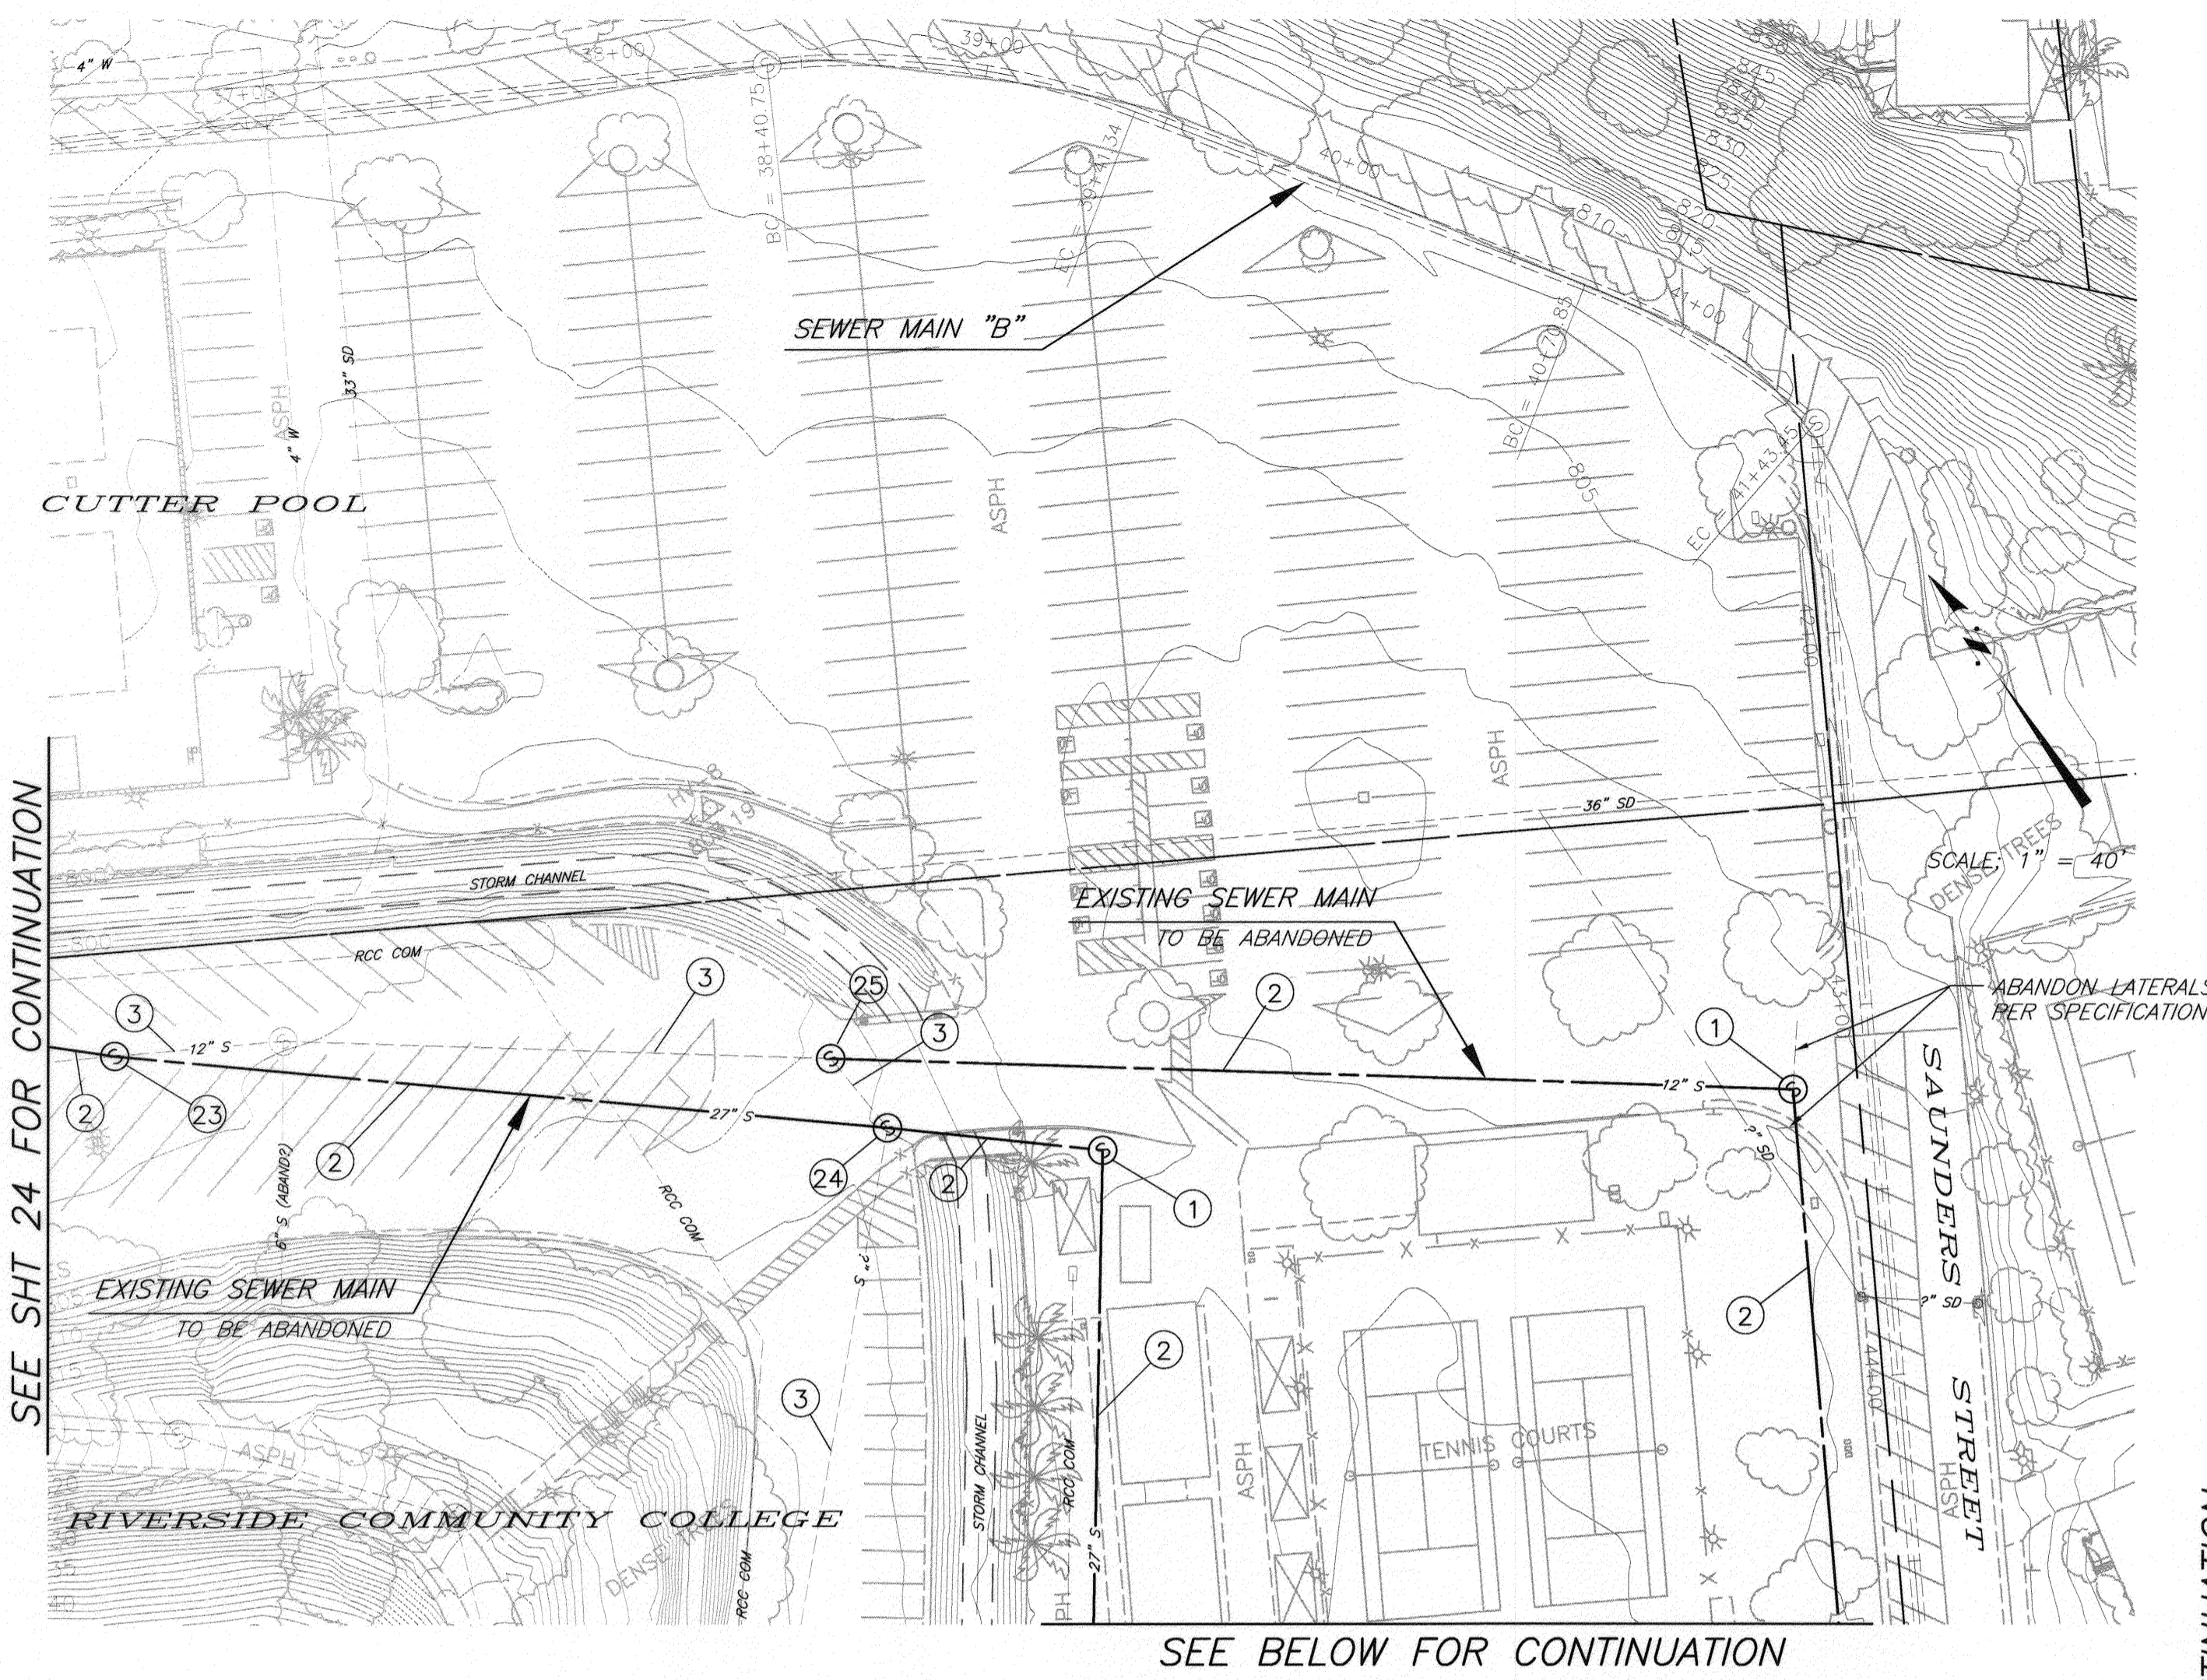 4" W
37+00
38+00
39+00
BC = 38+40.75
EC = 39+41.34
40+00
845
835
830
825
820
815
810
41+00
SEWER MAIN "B"
33" SD
ASPH
4" W
BC = 40+70.85
EC = 41+43.45
805
CUTTER POOL
ASPH
42+00
ASPH
36" SD
SCALE: 1" = 40'
DENSE TREES
STORM CHANNEL
800
RCC COM
EXISTING SEWER MAIN
TO BE ABANDONED
SEE SHT 24 FOR CONTINUATION
3
12" S
3
25
3
2
1
43+00
ABANDON LATERALS
PER SPECIFICATION
12" S
2
23
2
27" S
24
2
1
?" SD
SAUNDERS STREET
6" S (ABAND?)
RCC COM
?" S
EXISTING SEWER MAIN
TO BE ABANDONED
2
2
?" SD
44+00
3
ASPH
STORM CHANNEL
RCC COM
27" S
ASPH
TENNIS COURTS
ASPH
RIVERSIDE COMMUNITY COLLEGE
RCC COM
SEE BELOW FOR CONTINUATION